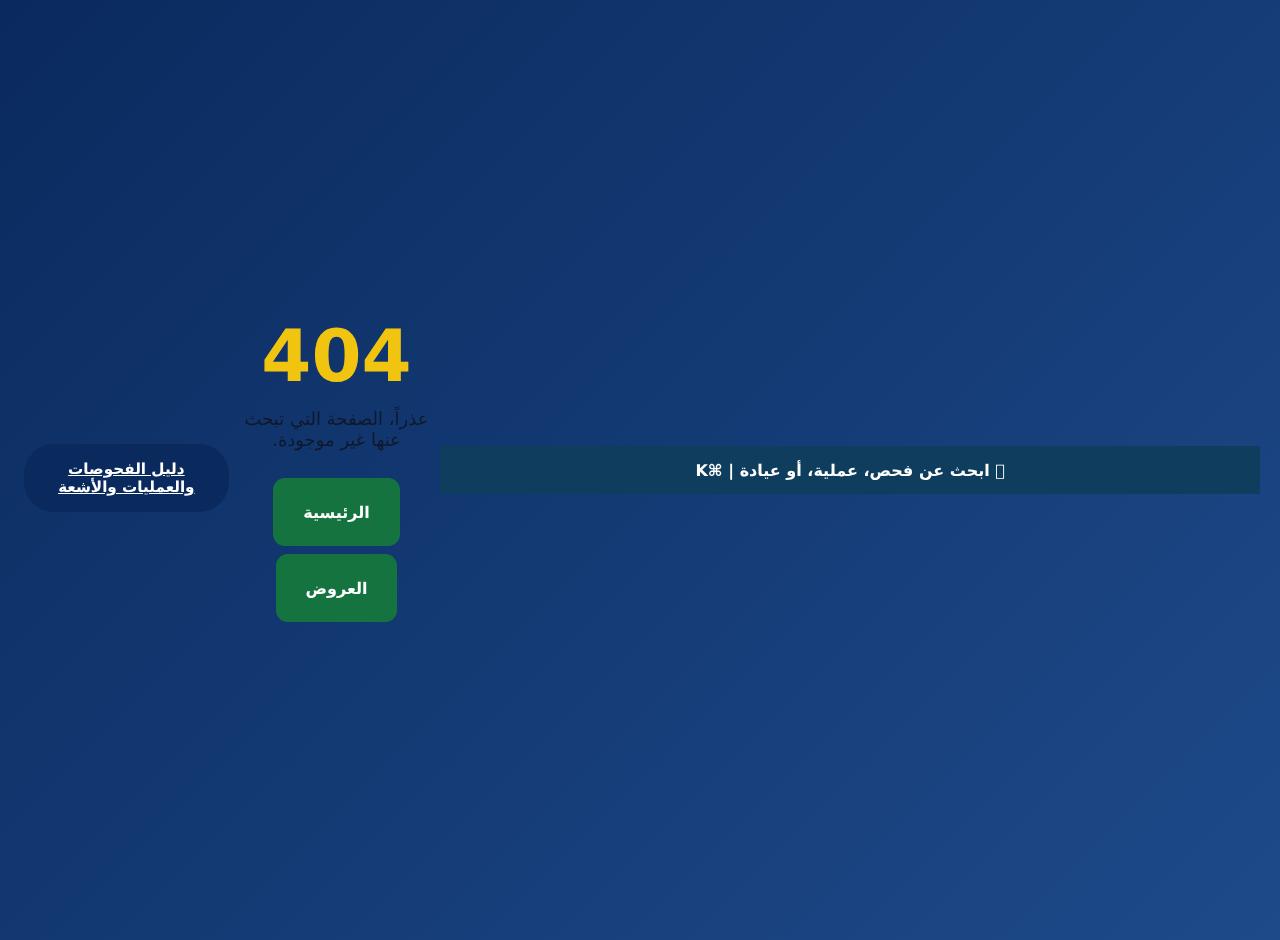 🔍 ابحث عن فحص، عملية، أو عيادة | ⌘K
404
عذراً، الصفحة التي تبحث
عنها غير موجودة.
الرئيسية
العروض
دليل الفحوصات
والعمليات والأشعة